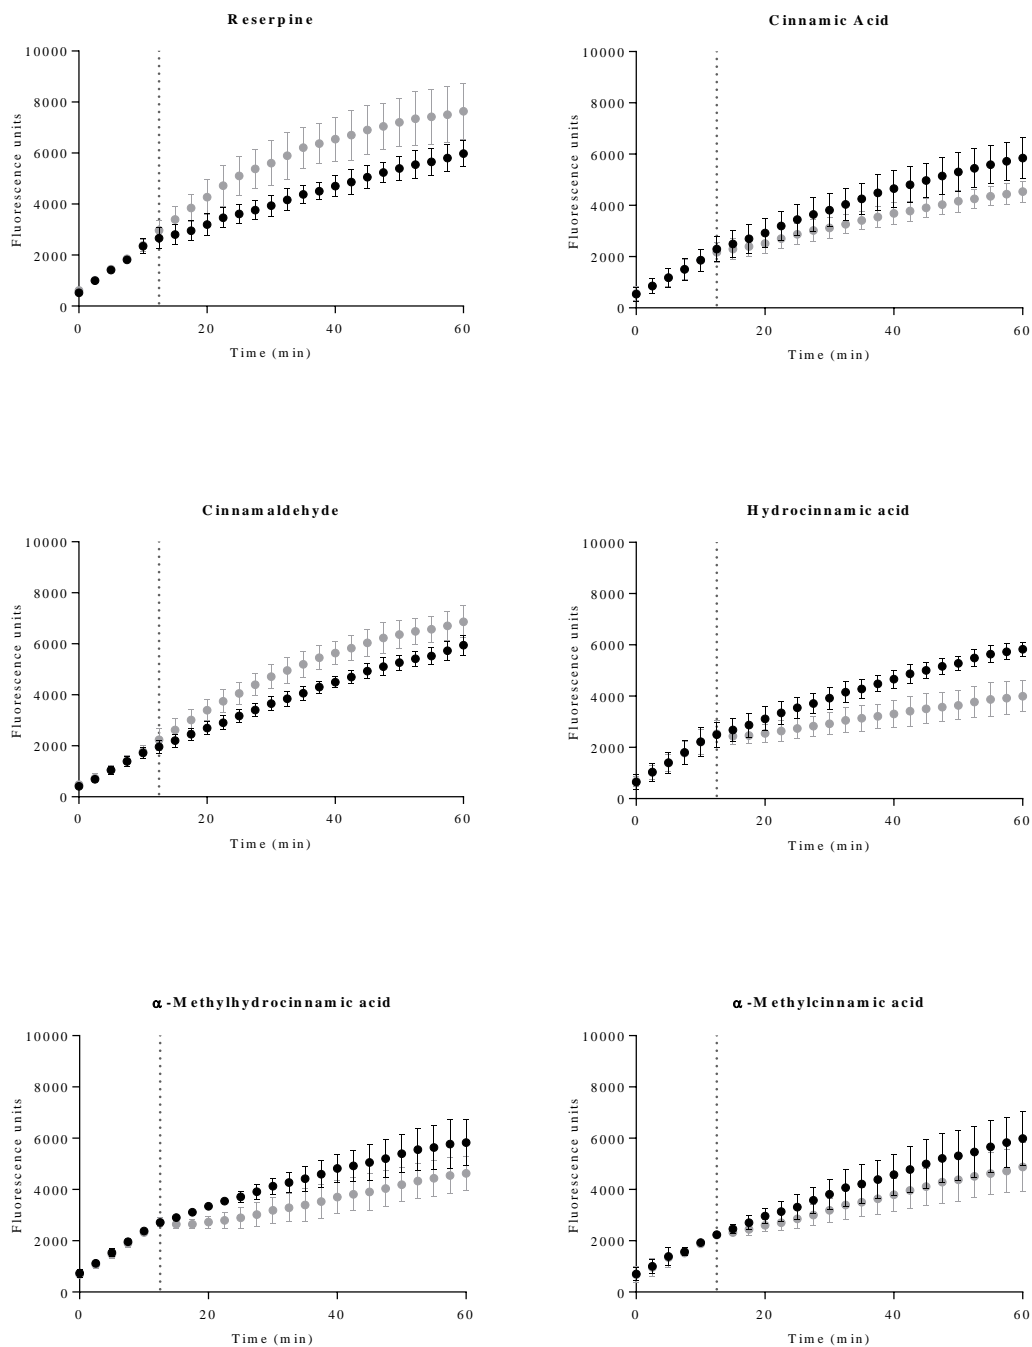 Reserpine
10000
8000
6000
4000
2000
0
Fluorescence units
0 20 40 60
Time (min)
Cinnamic Acid
10000
8000
6000
4000
2000
0
Fluorescence units
0 20 40 60
Time (min)
Cinnamaldehyde
10000
8000
6000
4000
2000
0
Fluorescence units
0 20 40 60
Time (min)
Hydrocinnamic acid
10000
8000
6000
4000
2000
0
Fluorescence units
0 20 40 60
Time (min)
α-Methylhydrocinnamic acid
10000
8000
6000
4000
2000
0
Fluorescence units
0 20 40 60
Time (min)
α-Methylcinnamic acid
10000
8000
6000
4000
2000
0
Fluorescence units
0 20 40 60
Time (min)